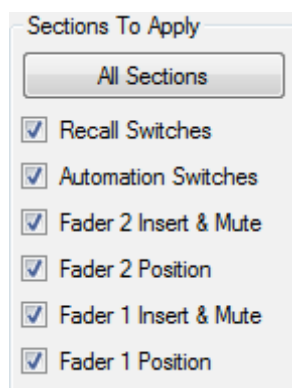 Sections To Apply
All Sections
Recall Switches
Automation Switches
Fader 2 Insert & Mute
Fader 2 Position
Fader 1 Insert & Mute
Fader 1 Position